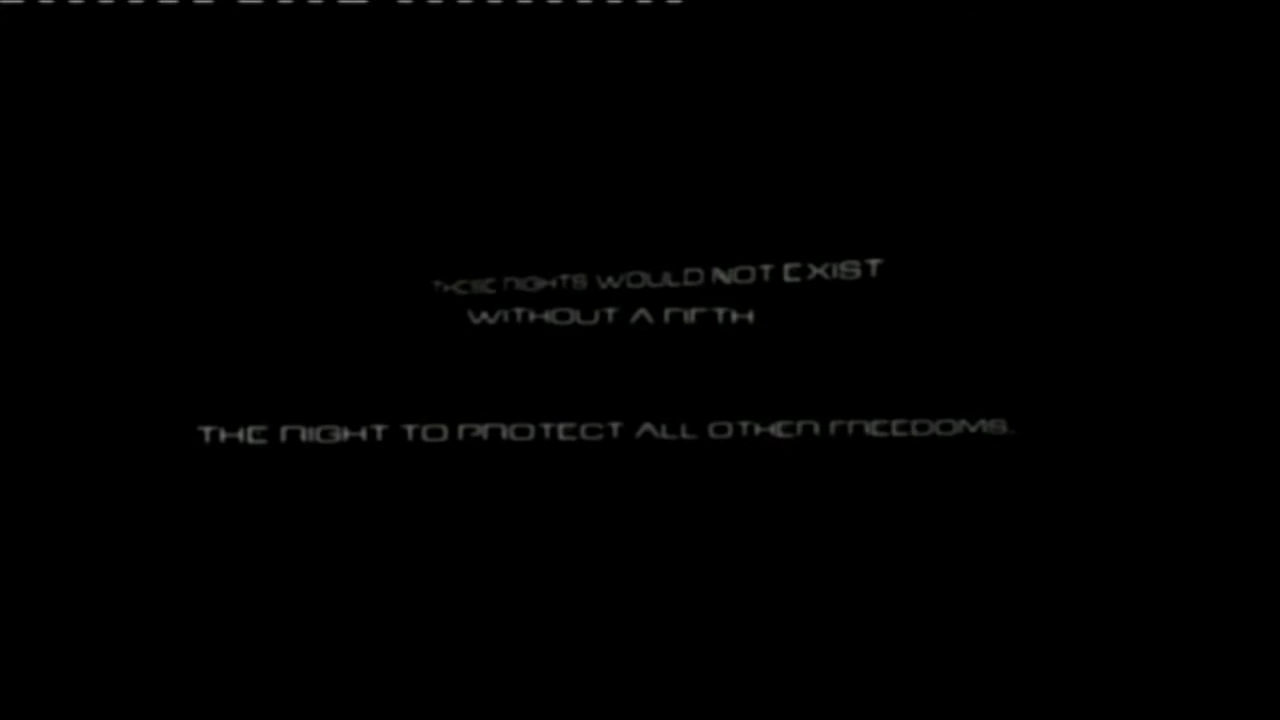 THESE RIGHTS WOULD NOT EXIST
WITHOUT A FIFTH
THE RIGHT TO PROTECT ALL OTHER FREEDOMS.